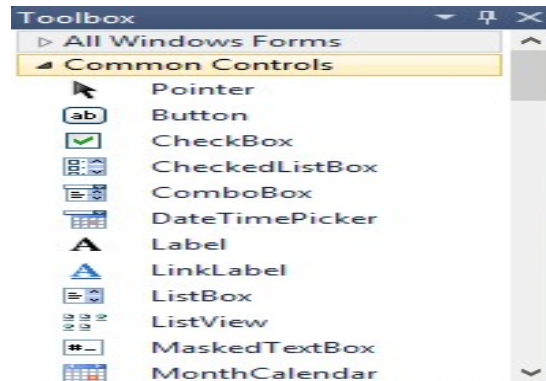 Toolbox
All Windows Forms
Common Controls
Pointer
ab Button
CheckBox
CheckedListBox
ComboBox
DateTimePicker
A Label
A LinkLabel
ListBox
ListView
#_ MaskedTextBox
MonthCalendar